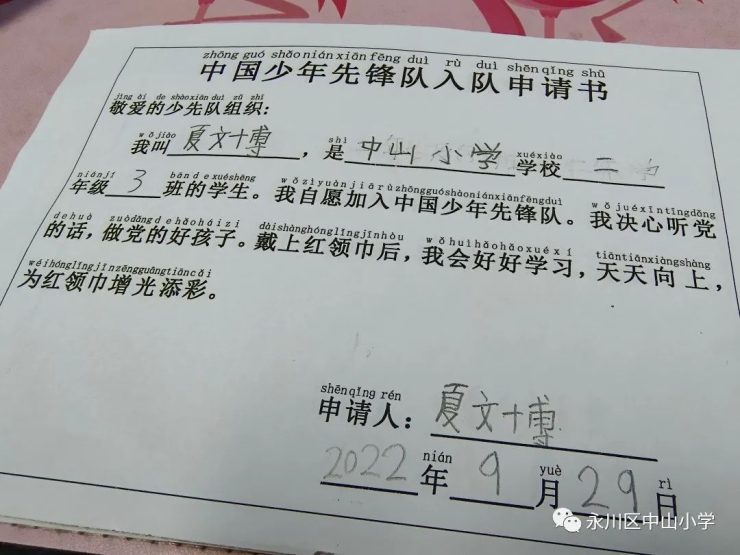 zhōng guó shǎonián xiān fēng duì rù duì shēn qǐng shū
中国少年先锋队入队申请书
jìng ài de shào xiān duì zǔ zhī
敬爱的少先队组织：
wǒ jiào shì xué xiào
我叫夏文博，是中山小学学校二
nián jí bān de xué shēng wǒ zì yuàn jiā rù zhōng guó shào nián xiān fēng duì wǒ jué xīn tīng dǎng
年级3班的学生。我自愿加入中国少年先锋队。我决心听党
de huà zuò dǎng de hǎo hái zi dài shàng hóng lǐng jīn hòu wǒ huì hǎo hǎo xué xí tiān tiān xiàng shàng
的话，做党的好孩子。戴上红领巾后，我会好好学习，天天向上，
wéi hóng lǐng jīn zēng guāng tiān cǎi
为红领巾增光添彩。
shēn qǐng rén
申请人：夏文博
nián yuè rì
2022年9月29日
永川区中山小学